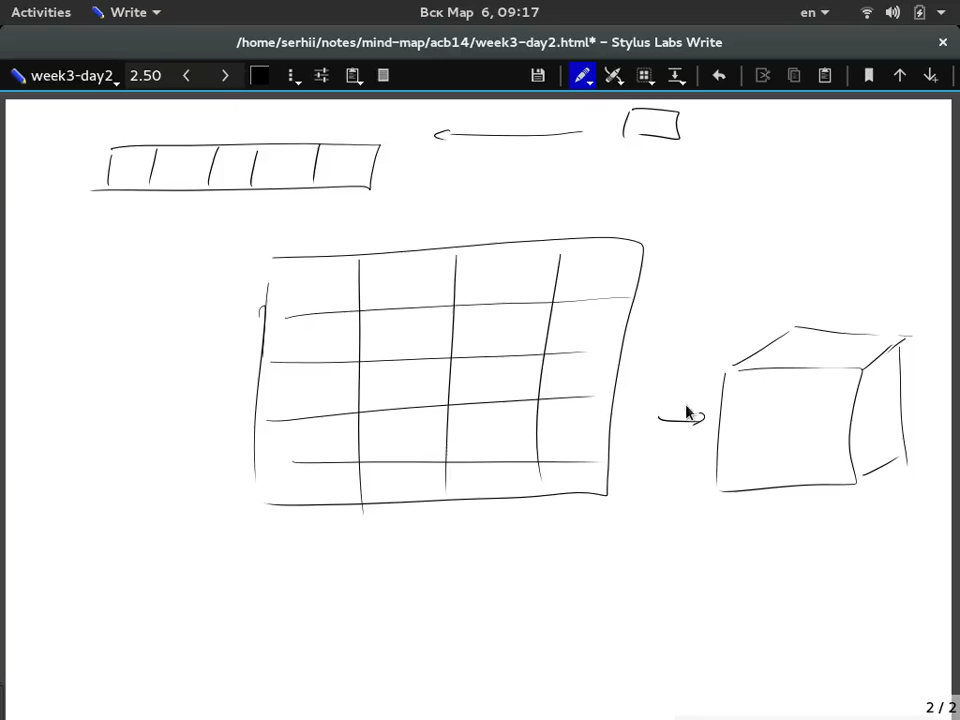 Activities Write Вск Мар 6, 09:17 en
/home/serhii/notes/mind-map/acb14/week3-day2.html* – Stylus Labs Write
week3-day2 2.50
2 / 2